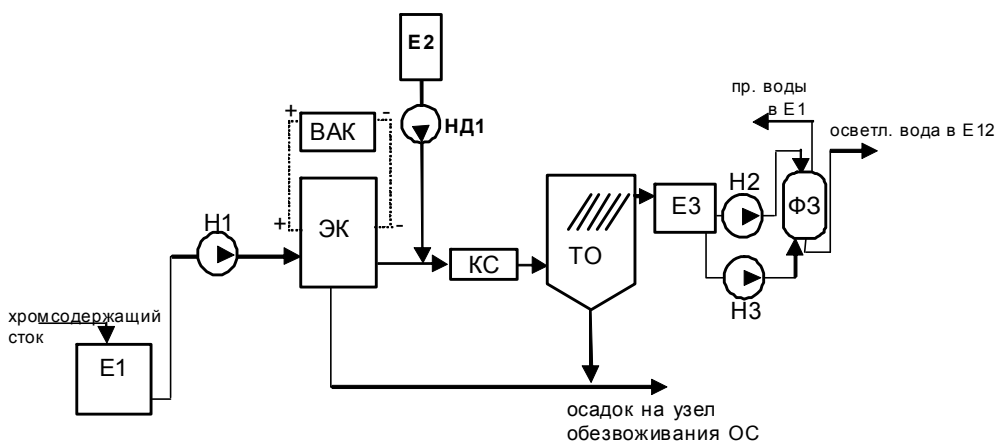 Е2
пр. воды
в Е1
осветл. вода в Е12
+
-
ВАК
НД1
Н2
+
ЭК
-
Е3
ФЗ
Н1
КС
ТО
Н3
хромсодержащий
сток
Е1
осадок на узел
обезвоживания ОС